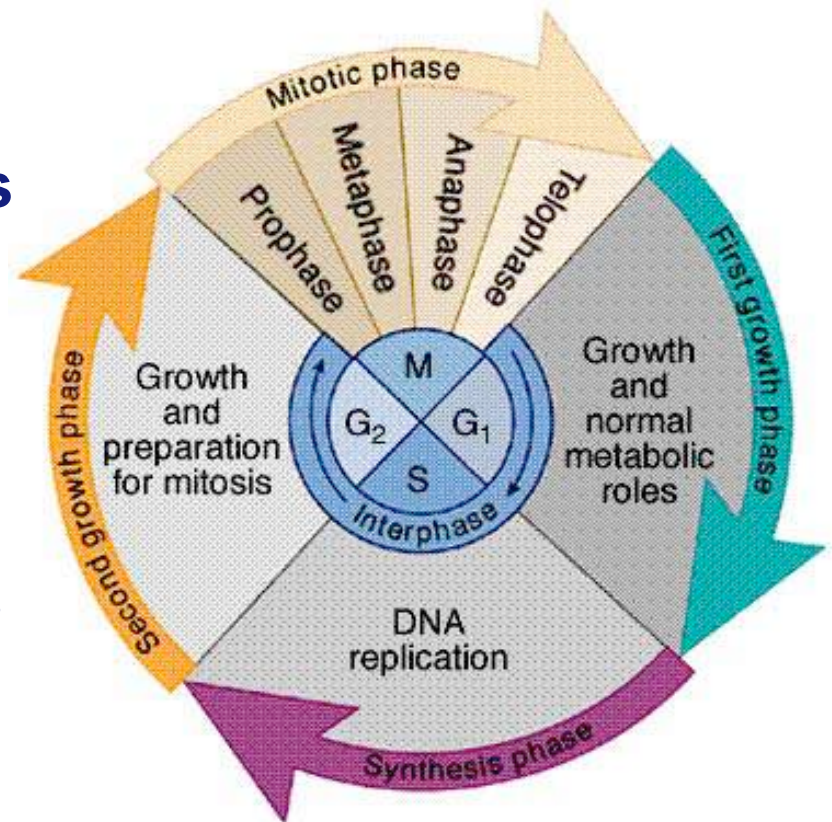 s
Mitotic phase
Prophase
Metaphase
Anaphase
Telophase
First growth phase
Growth
and
normal
metabolic
roles
Growth
and
preparation
for mitosis
Second growth phase
M
G₂
G₁
S
Interphase
DNA
replication
Synthesis phase